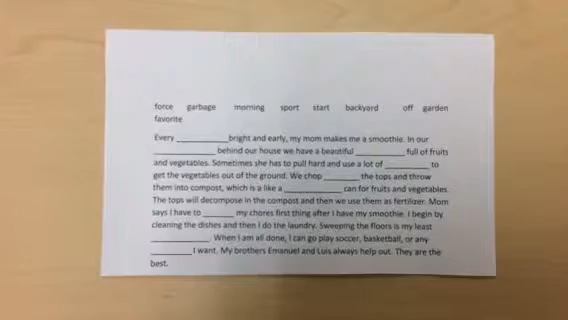 force garbage morning sport start backyard off garden
favorite
Every ____________bright and early, my mom makes me a smoothie. In our
______________ behind our house we have a beautiful ___________ full of fruits
and vegetables. Sometimes she has to pull hard and use a lot of __________ to
get the vegetables out of the ground. We chop ________ the tops and throw
them into compost, which is a like a _____________ can for fruits and vegetables.
The tops will decompose in the compost and then we use them as fertilizer. Mom
says I have to _______ my chores first thing after I have my smoothie. I begin by
cleaning the dishes and then I do the laundry. Sweeping the floors is my least
_____________. When I am all done, I can go play soccer, basketball, or any
_________ I want. My brothers Emanuel and Luis always help out. They are the
best.